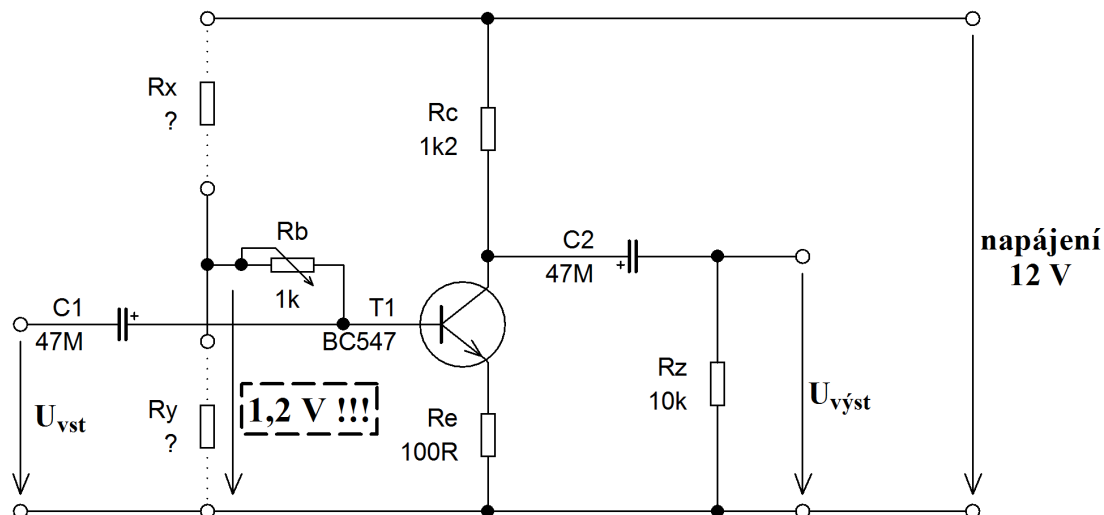 Rx
?
Rc
1k2
Rb
1k
C2
47M
+
napájení
12 V
C1
47M
+
T1
BC547
Rz
10k
Ry
?
1,2 V !!!
Re
100R
Uvst
Uvýst